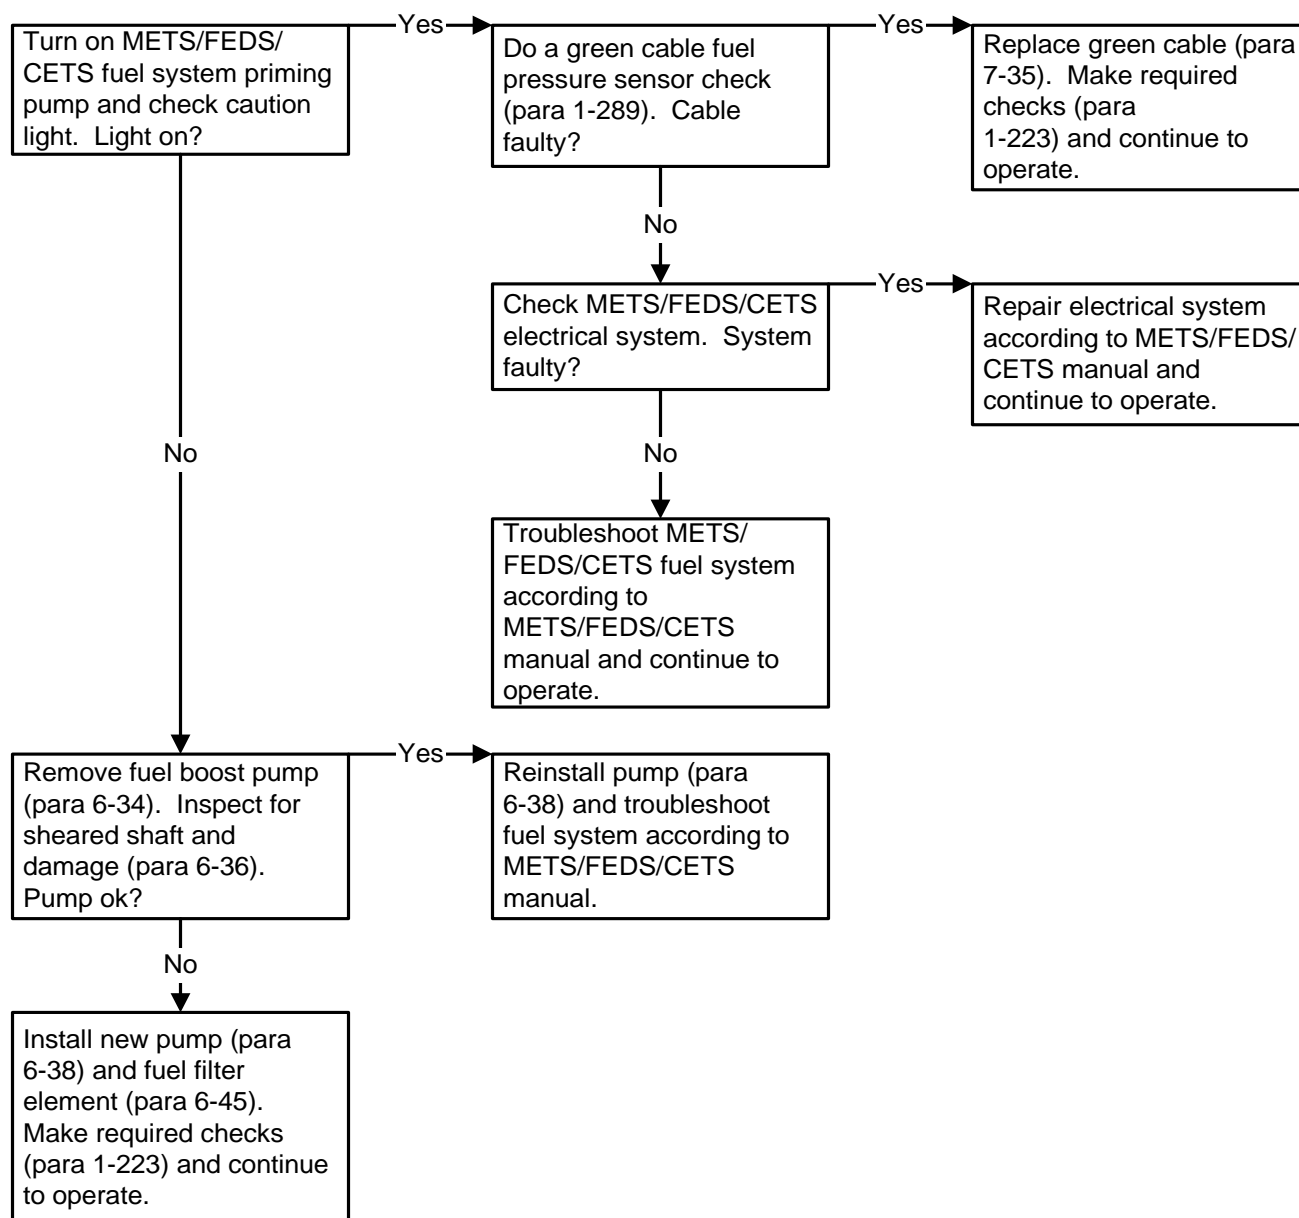 Turn on METS/FEDS/
CETS fuel system priming
pump and check caution
light.  Light on?
Yes
Do a green cable fuel
pressure sensor check
(para 1-289).  Cable
faulty?
Yes
Replace green cable (para
7-35).  Make required
checks (para
1-223) and continue to
operate.
No
Check METS/FEDS/CETS
electrical system.  System
faulty?
Yes
Repair electrical system
according to METS/FEDS/
CETS manual and
continue to operate.
No
No
Troubleshoot METS/
FEDS/CETS fuel system
according to
METS/FEDS/CETS
manual and continue to
operate.
Remove fuel boost pump
(para 6-34).  Inspect for
sheared shaft and
damage (para 6-36).
Pump ok?
Yes
Reinstall pump (para
6-38) and troubleshoot
fuel system according to
METS/FEDS/CETS
manual.
No
Install new pump (para
6-38) and fuel filter
element (para 6-45).
Make required checks
(para 1-223) and continue
to operate.